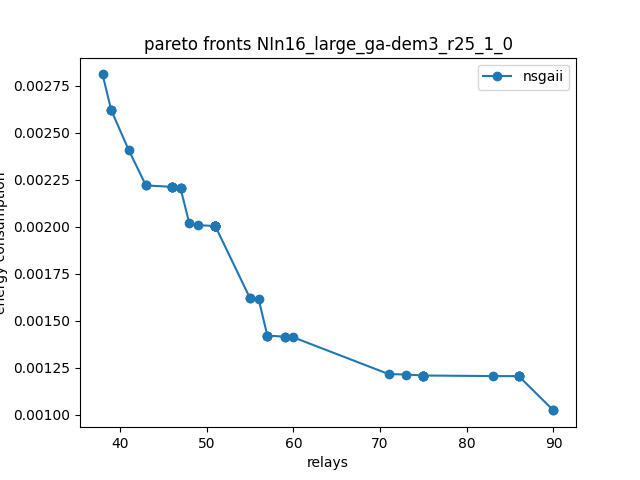 pareto fronts NIn16_large_ga-dem3_r25_1_0
nsgaii
0.00275
0.00250
0.00225
0.00200
0.00175
0.00150
0.00125
0.00100
energy consumption
40 50 60 70 80 90
relays